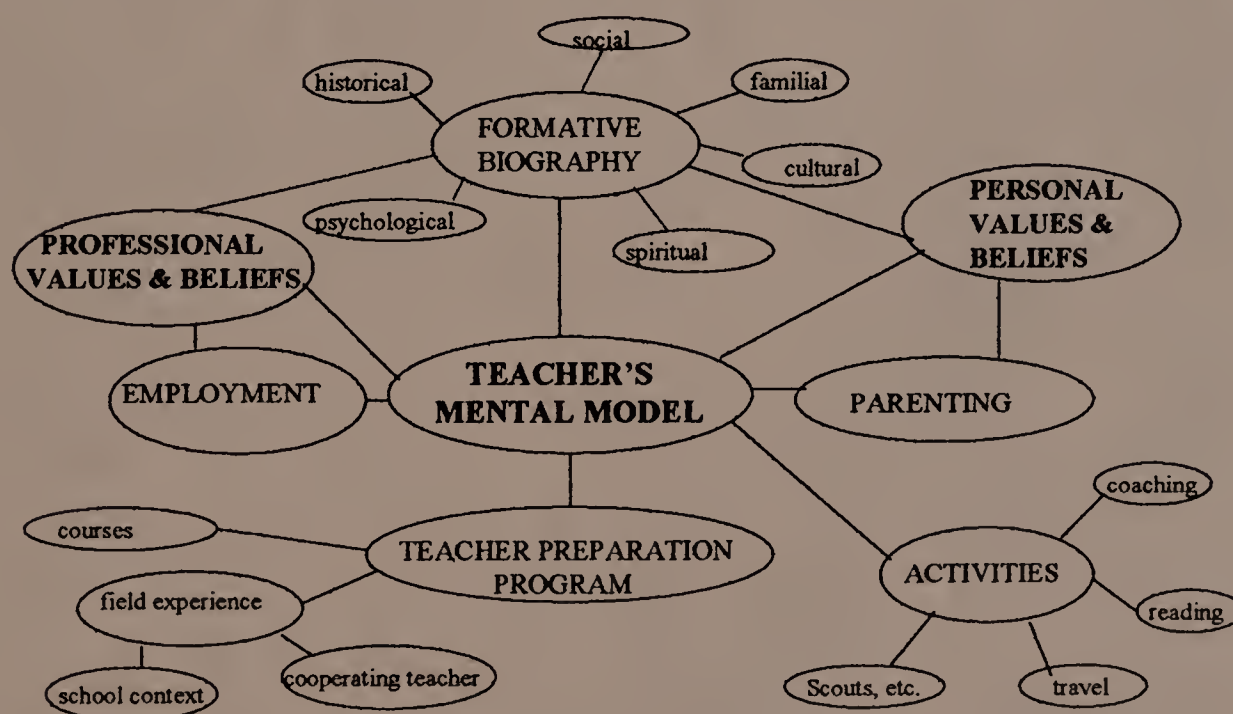 social
historical
familial
FORMATIVE
BIOGRAPHY
cultural
psychological
spiritual
PERSONAL
VALUES &
BELIEFS
PROFESSIONAL
VALUES & BELIEFS
EMPLOYMENT
TEACHER'S
MENTAL MODEL
PARENTING
courses
TEACHER PREPARATION
PROGRAM
field experience
school context
cooperating teacher
coaching
ACTIVITIES
reading
Scouts, etc.
travel